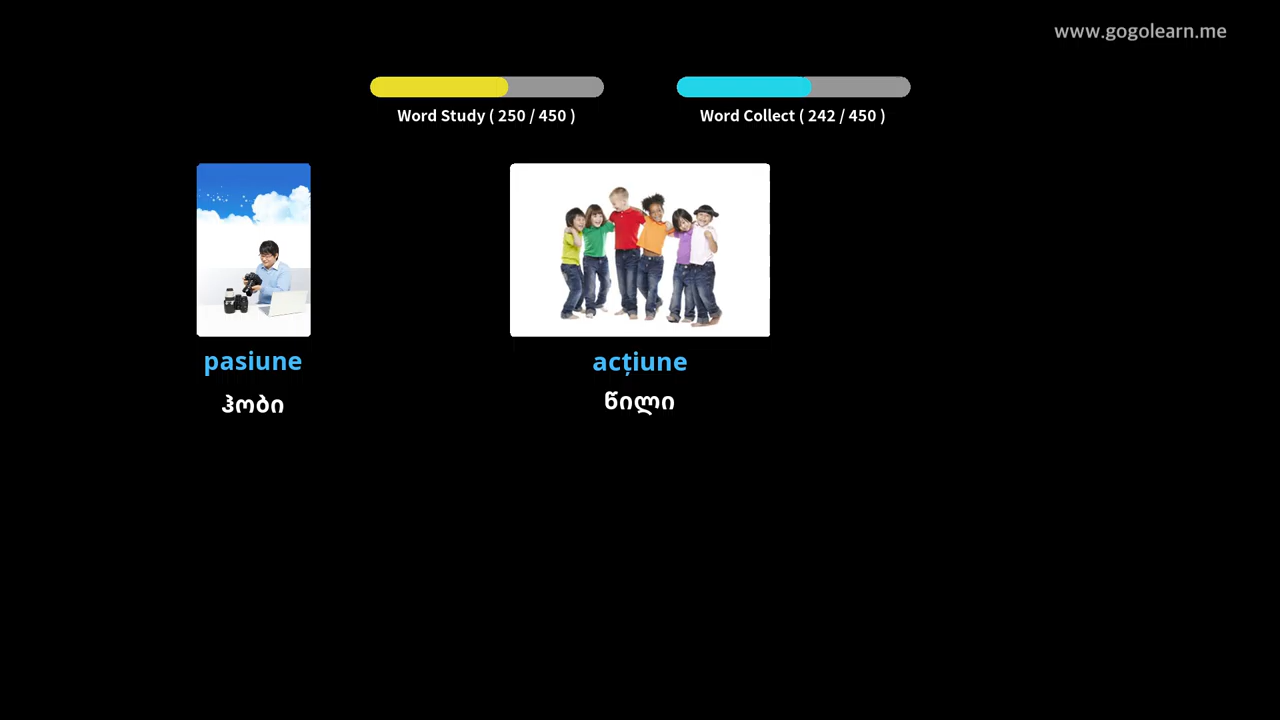 www.gogolearn.me
Word Study ( 250 / 450 )
Word Collect ( 242 / 450 )
pasiune
ჰობი
acțiune
წილი